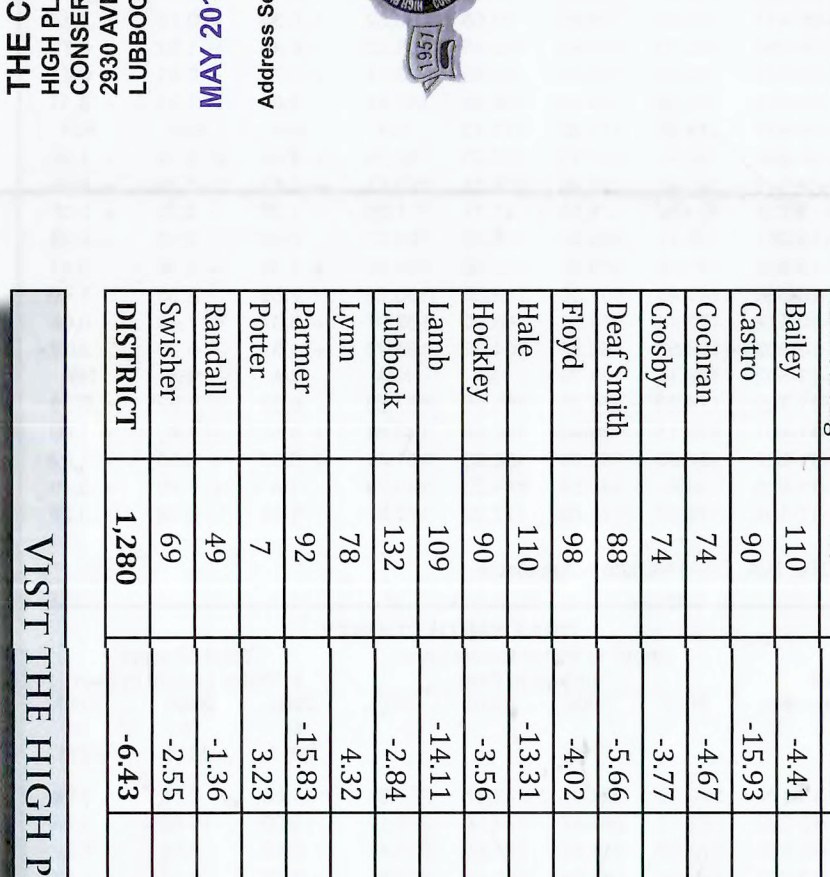 THE C
HIGH PL
CONSER
2930 AVE
LUBBOC
MAY 201
Address Se
1957
Bailey 110 -4.41
Castro 90 -15.93
Cochran 74 -4.67
Crosby 74 -3.77
Deaf Smith 88 -5.66
Floyd 98 -4.02
Hale 110 -13.31
Hockley 90 -3.56
Lamb 109 -14.11
Lubbock 132 -2.84
Lynn 78 4.32
Parmer 92 -15.83
Potter 7 3.23
Randall 49 -1.36
Swisher 69 -2.55
DISTRICT 1,280 -6.43
VISIT THE HIGH P